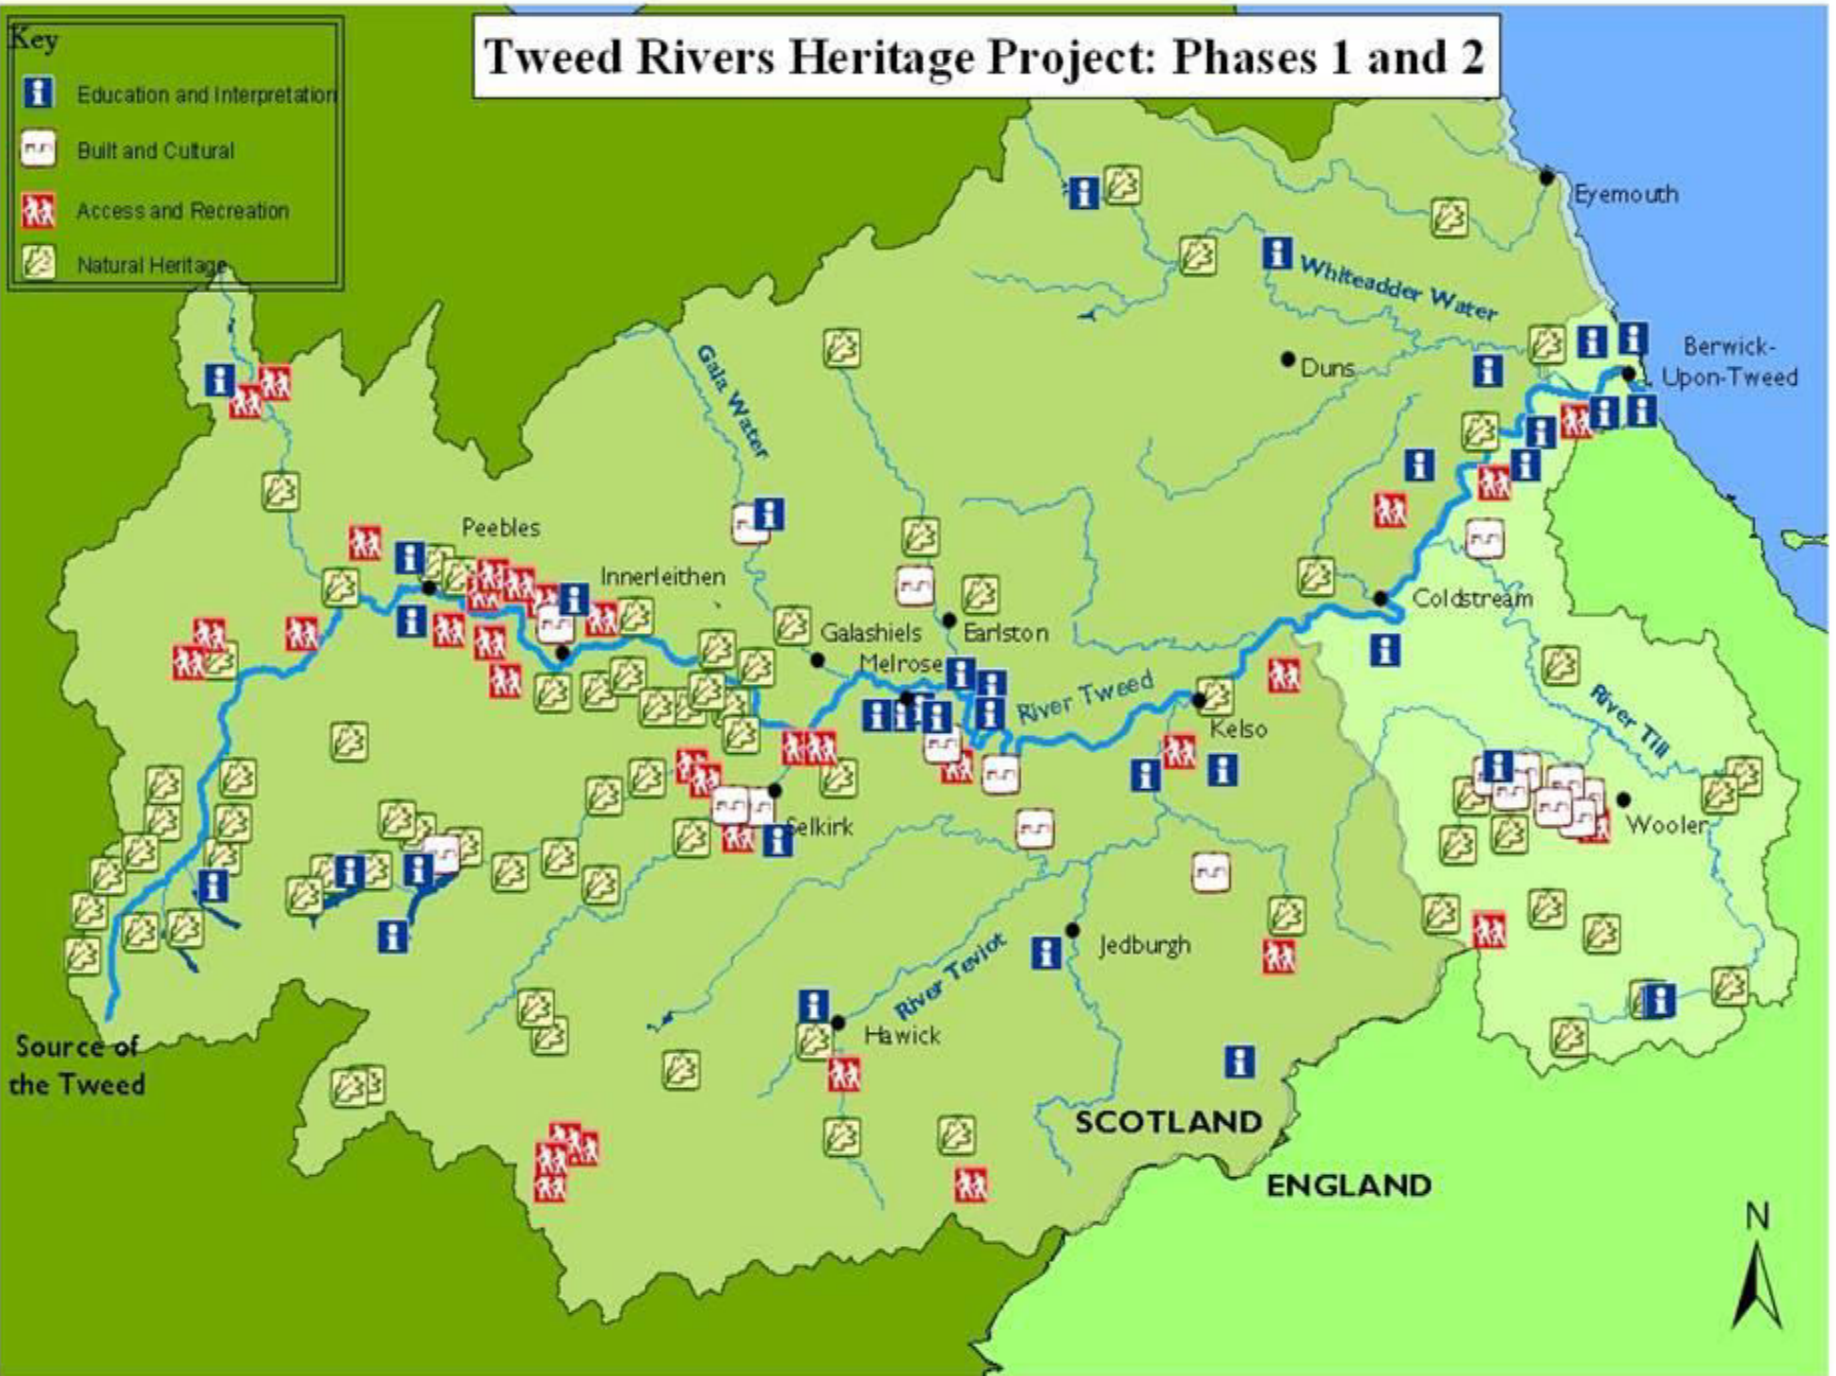 Tweed Rivers Heritage Project: Phases 1 and 2
Key
Education and Interpretation
Built and Cultural
Access and Recreation
Natural Heritage
Eyemouth
Whiteadder Water
Berwick-
Upon-Tweed
Duns
Gala Water
Peebles
Innerleithen
Galashiels
Earlston
Melrose
Coldstream
River Tweed
Kelso
River Till
Selkirk
Wooler
Jedburgh
River Teviot
Hawick
Source of
the Tweed
SCOTLAND
ENGLAND
N